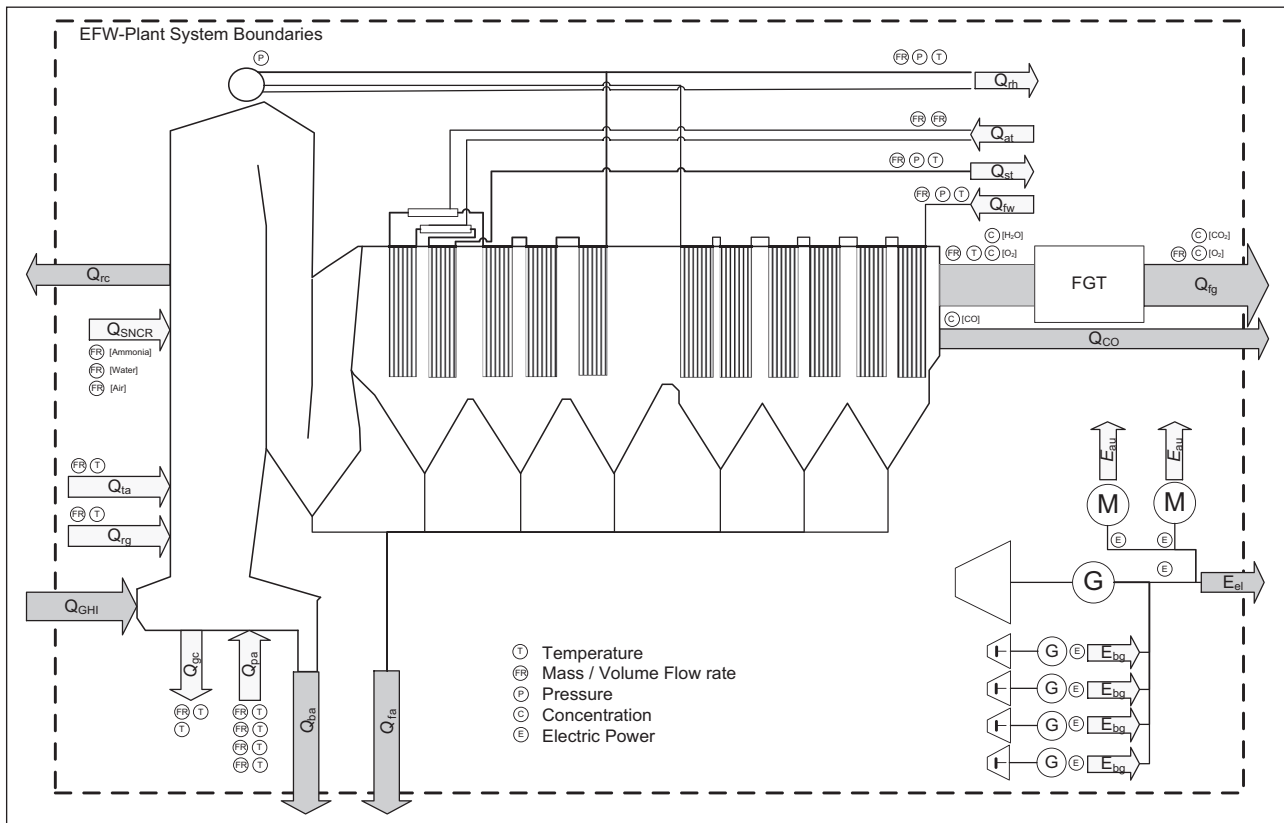 EFW-Plant System Boundaries
P
FR P T
Qrh
FR FR
Qat
FR P T
Qst
FR P T
Qfw
C [H₂O]
FR T C [O₂]
C [CO₂]
FR C [O₂]
Qrc
FGT
Qfg
QSNCR
C [CO]
QCO
FR [Ammonia]
FR [Water]
FR [Air]
Eau
Eau
FR T
Qta
M
M
FR T
Qrg
E
E
E
G
Eel
QGHI
Qgc
Qpa
Qba
Qfa
FR T
T
FR T
FR T
FR T
FR T
T Temperature
FR Mass / Volume Flow rate
P Pressure
C Concentration
E Electric Power
G E Ebg
G E Ebg
G E Ebg
G E Ebg